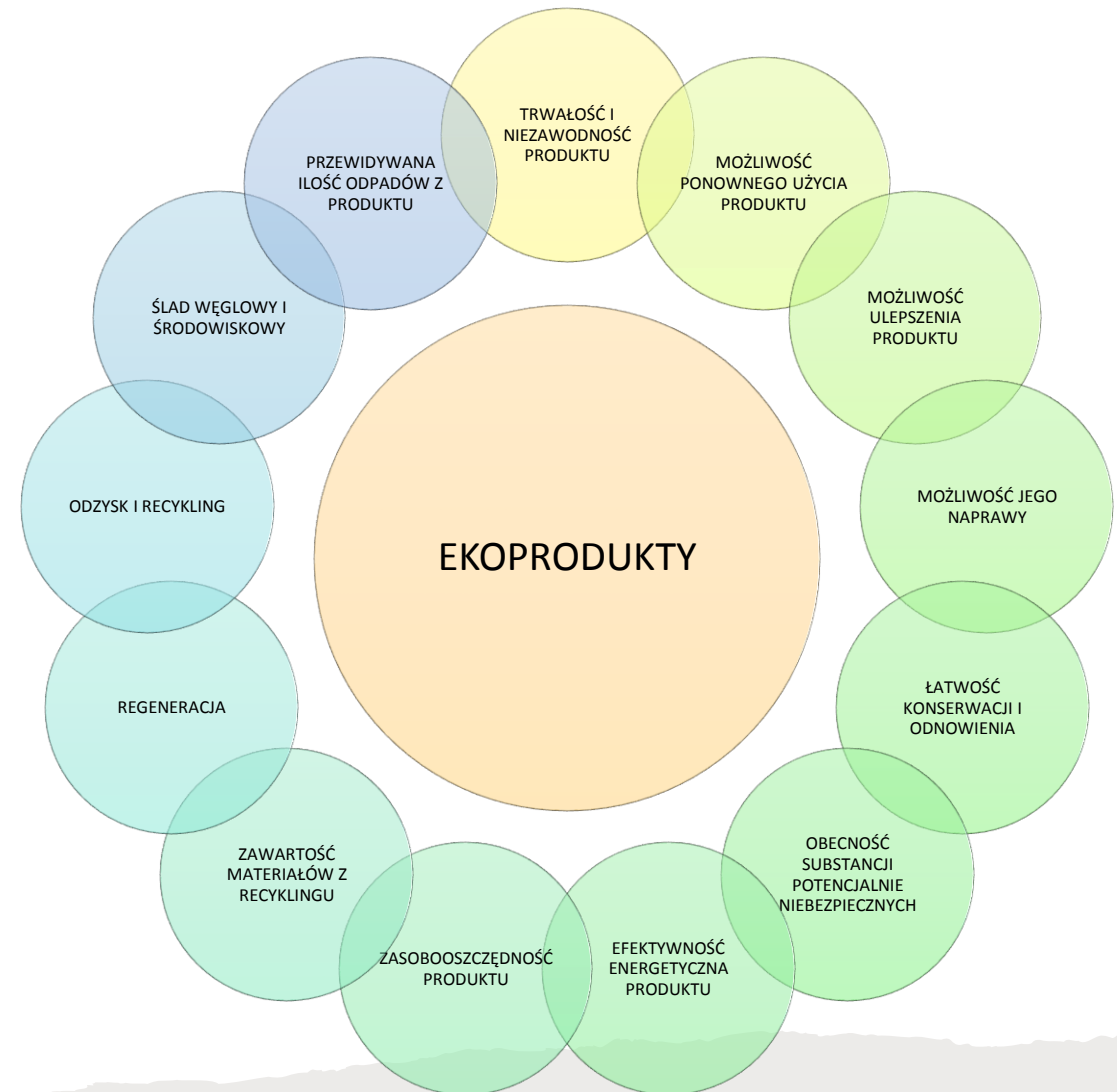 TRWAŁOŚĆ I
NIEZAWODNOŚĆ
PRODUKTU
MOŻLIWOŚĆ
PONOWNEGO UŻYCIA
PRODUKTU
MOŻLIWOŚĆ
ULEPSZENIA
PRODUKTU
MOŻLIWOŚĆ JEGO
NAPRAWY
ŁATWOŚĆ
KONSERWACJI I
ODNOWIENIA
OBECNOŚĆ
SUBSTANCJI
POTENCJALNIE
NIEBEZPIECZNYCH
EFEKTYWNOŚĆ
ENERGETYCZNA
PRODUKTU
ZASOBOOSZCZĘDNOŚĆ
PRODUKTU
ZAWARTOŚĆ
MATERIAŁÓW Z
RECYKLINGU
REGENERACJA
ODZYSK I RECYKLING
ŚLAD WĘGLOWY I
ŚRODOWISKOWY
PRZEWIDYWANA
ILOŚĆ ODPADÓW Z
PRODUKTU
EKOPRODUKTY